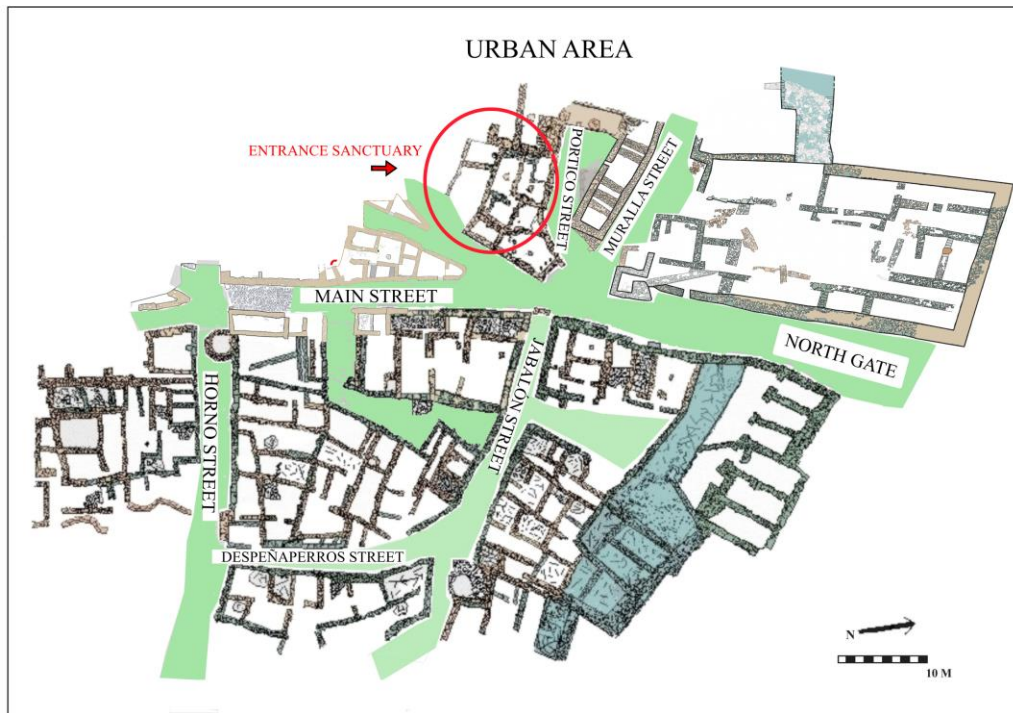 URBAN AREA
ENTRANCE SANCTUARY
PORTICO STREET
MURALLA STREET
MAIN STREET
NORTH GATE
JABALÓN STREET
HORNO STREET
DESPEÑAPERROS STREET
N
10 M